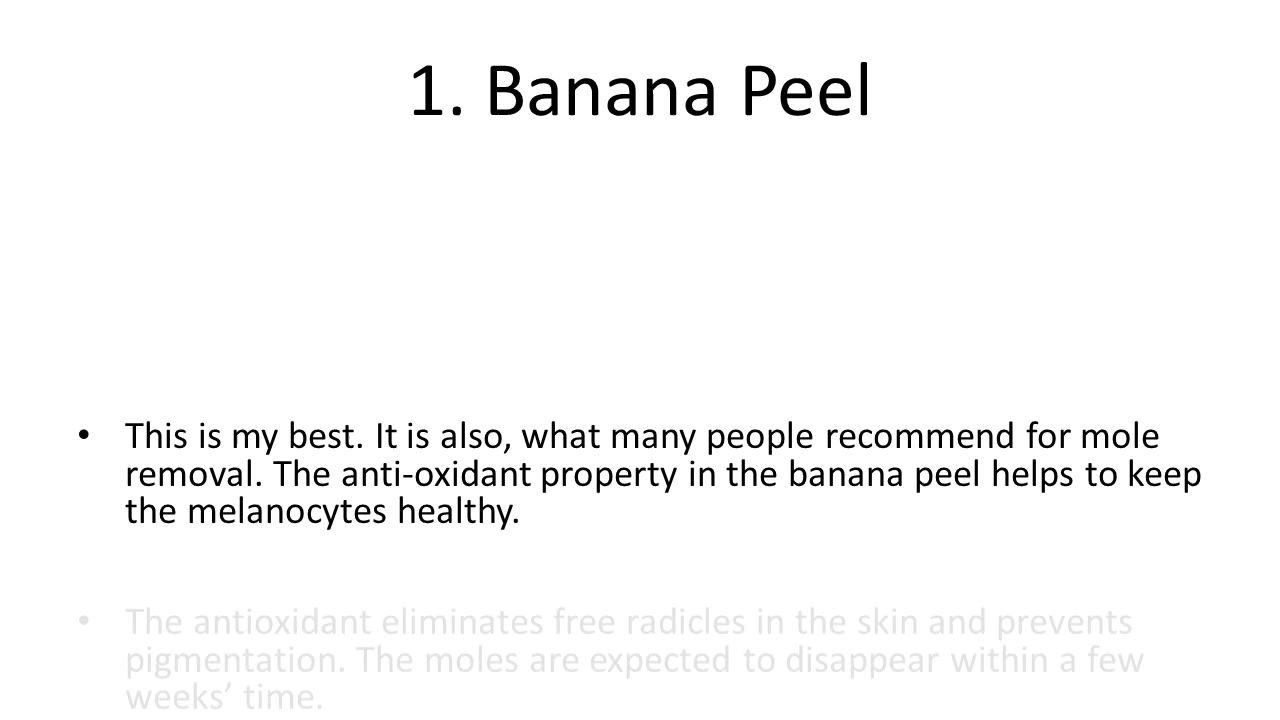 1. Banana Peel
• This is my best. It is also, what many people recommend for mole
removal. The anti-oxidant property in the banana peel helps to keep
the melanocytes healthy.
• The antioxidant eliminates free radicles in the skin and prevents
pigmentation. The moles are expected to disappear within a few
weeks’ time.